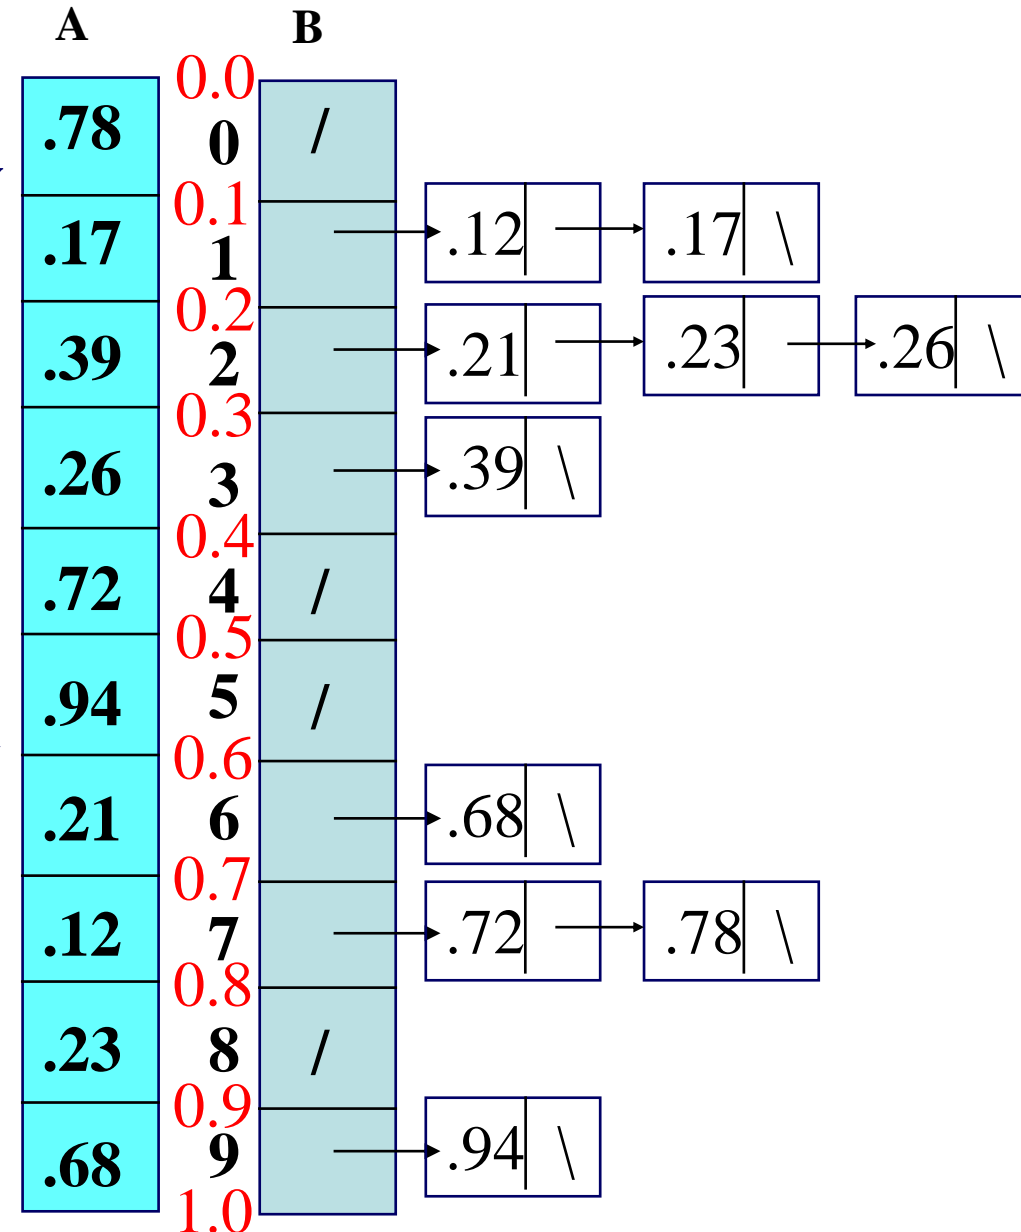 A B
0.0
.78 0 /
0.1
.17 1 .12 .17 \
0.2
.39 2 .21 .23 .26 \
0.3
.26 3 .39 \
0.4
.72 4 /
0.5
.94 5 /
0.6
.21 6 .68 \
0.7
.12 7 .72 .78 \
0.8
.23 8 /
0.9
.68 9 .94 \
1.0